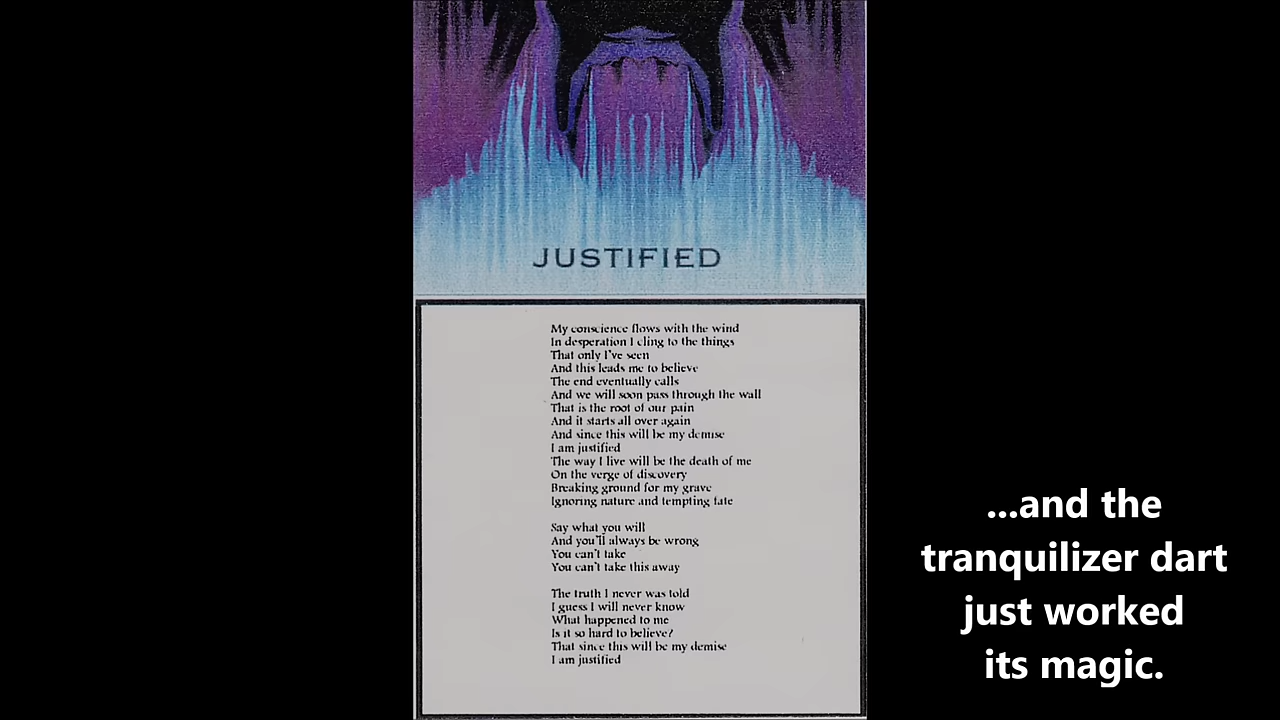 JUSTIFIED
My conscience flows with the wind
In desperation I cling to the things
That only I've seen
And this leads me to believe
The end eventually calls
And we will soon pass through the wall
That is the root of our pain
And it starts all over again
And since this will be my demise
I am justified
The way I live will be the death of me
On the verge of discovery
Breaking ground for my grave
Ignoring nature and tempting fate
Say what you will
And you'll always be wrong
You can't take
You can't take this away
The truth I never was told
I guess I will never know
What happened to me
Is it so hard to believe?
That since this will be my demise
I am justified
...and the
tranquilizer dart
just worked
its magic.